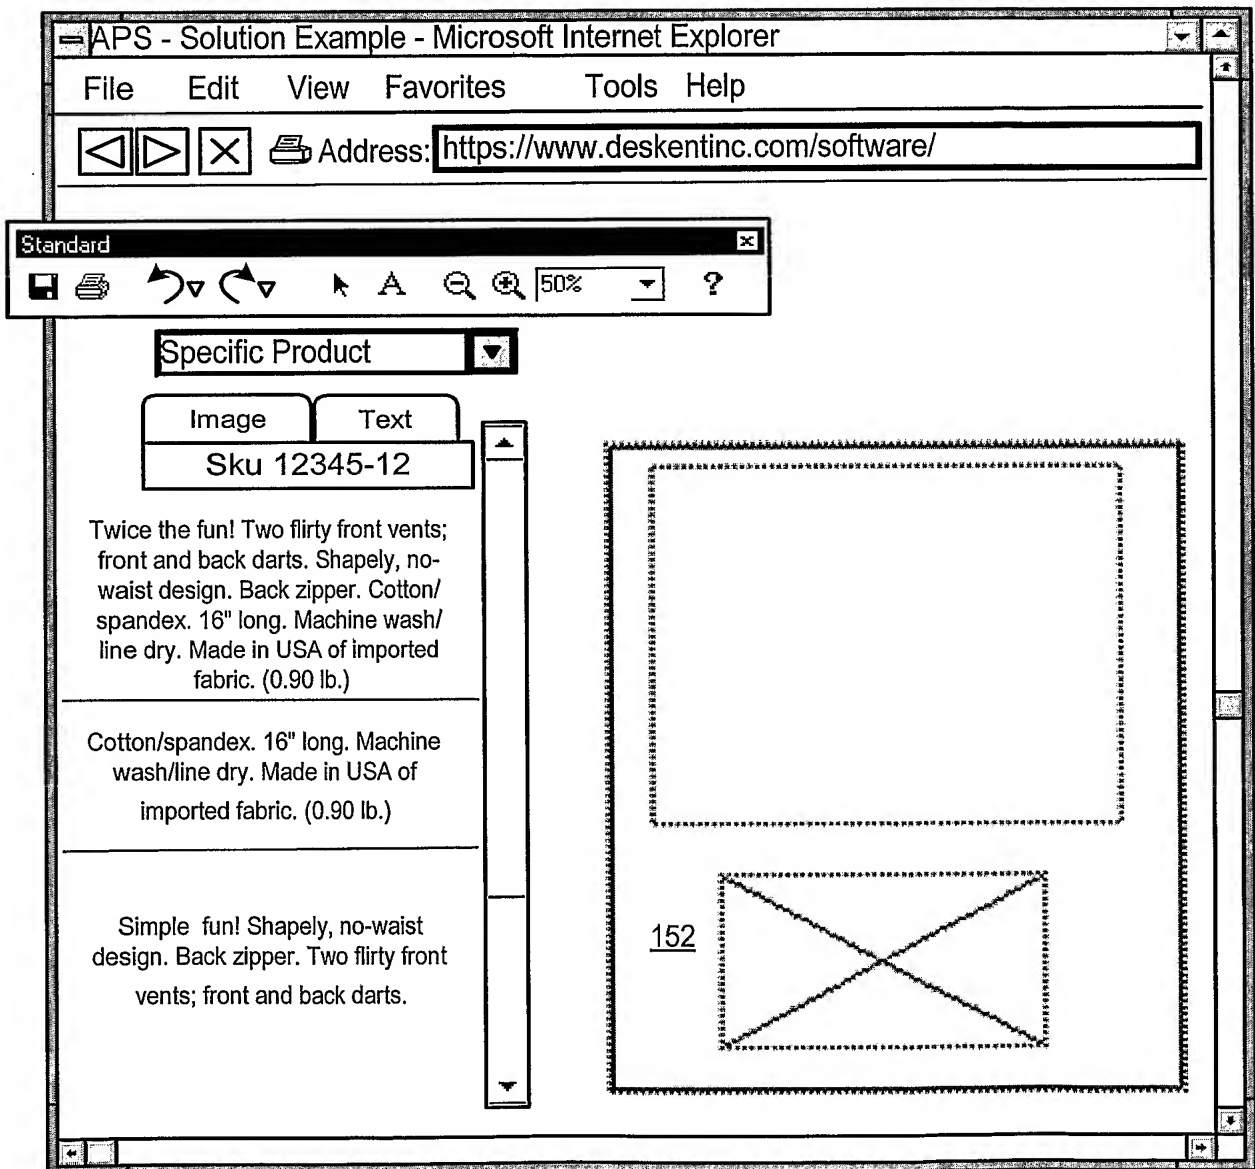 APS - Solution Example - Microsoft Internet Explorer
File Edit View Favorites Tools Help
Address: https://www.deskentinc.com/software/
Standard
A 50% ?
Specific Product
Image Text
Sku 12345-12
Twice the fun! Two flirty front vents;
front and back darts. Shapely, no-
waist design. Back zipper. Cotton/
spandex. 16" long. Machine wash/
line dry. Made in USA of imported
fabric. (0.90 lb.)
Cotton/spandex. 16" long. Machine
wash/line dry. Made in USA of
imported fabric. (0.90 lb.)
Simple fun! Shapely, no-waist
design. Back zipper. Two flirty front
vents; front and back darts.
152